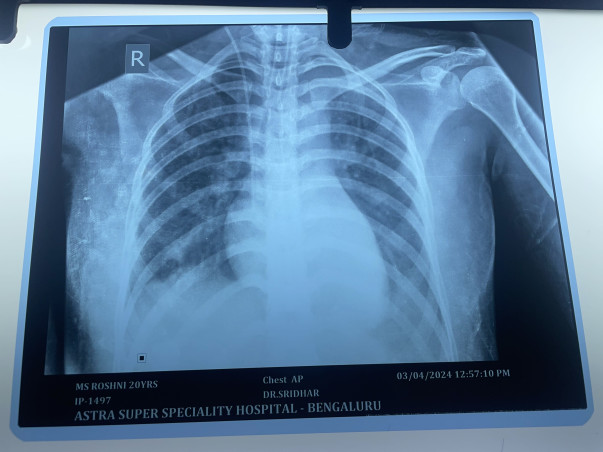 R
MS ROSHNI 20YRS Chest AP 03/04/2024 12:57:10 PM
IP-1497 DR.SRIDHAR
ASTRA SUPER SPECIALITY HOSPITAL - BENGALURU